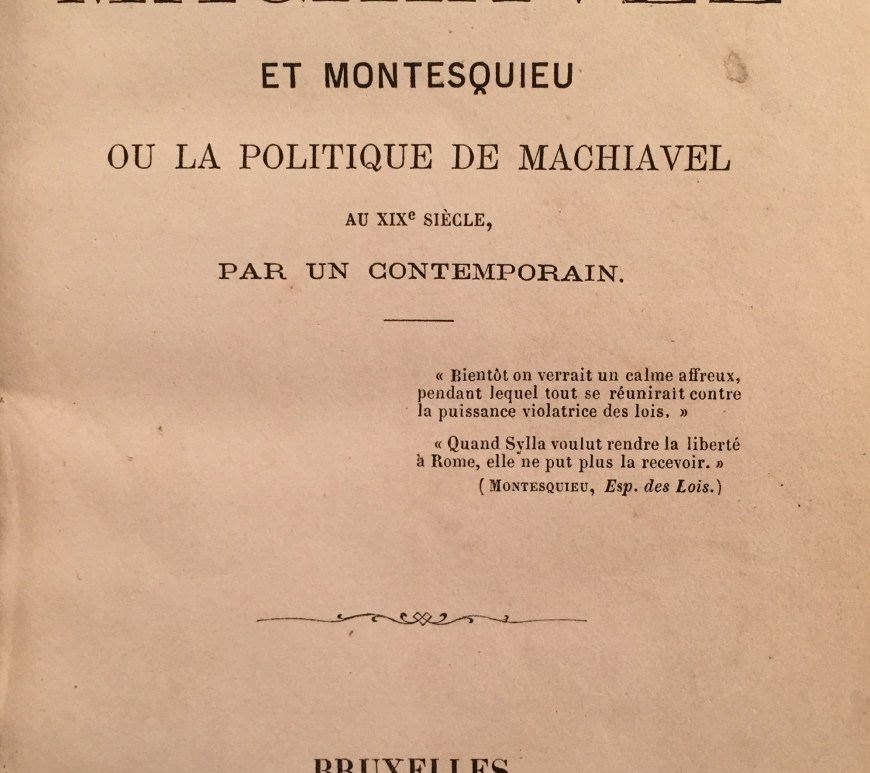 ET MONTESQUIEU
OU LA POLITIQUE DE MACHIAVEL
AU XIXe SIÈCLE,
PAR UN CONTEMPORAIN.
« Bientôt on verrait un calme affreux,
pendant lequel tout se réunirait contre
la puissance violatrice des lois. »
« Quand Sylla voulut rendre la liberté
à Rome, elle ne put plus la recevoir. »
( MONTESQUIEU, Esp. des Lois.)
BRUXELLES